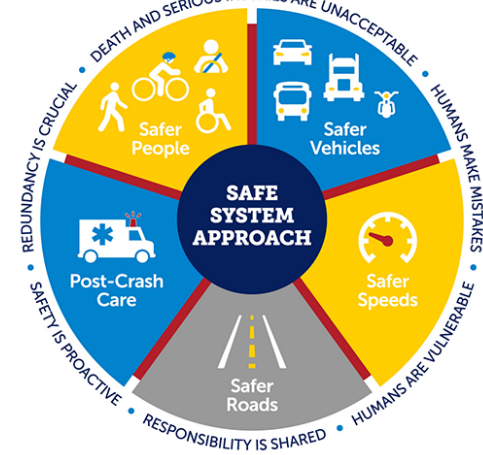 DEATH AND SERIOUS INJURIES ARE UNACCEPTABLE
HUMANS MAKE MISTAKES
HUMANS ARE VULNERABLE
RESPONSIBILITY IS SHARED
SAFETY IS PROACTIVE
REDUNDANCY IS CRUCIAL
Safer
People
Safer
Vehicles
SAFE
SYSTEM
APPROACH
Post-Crash
Care
Safer
Speeds
Safer
Roads